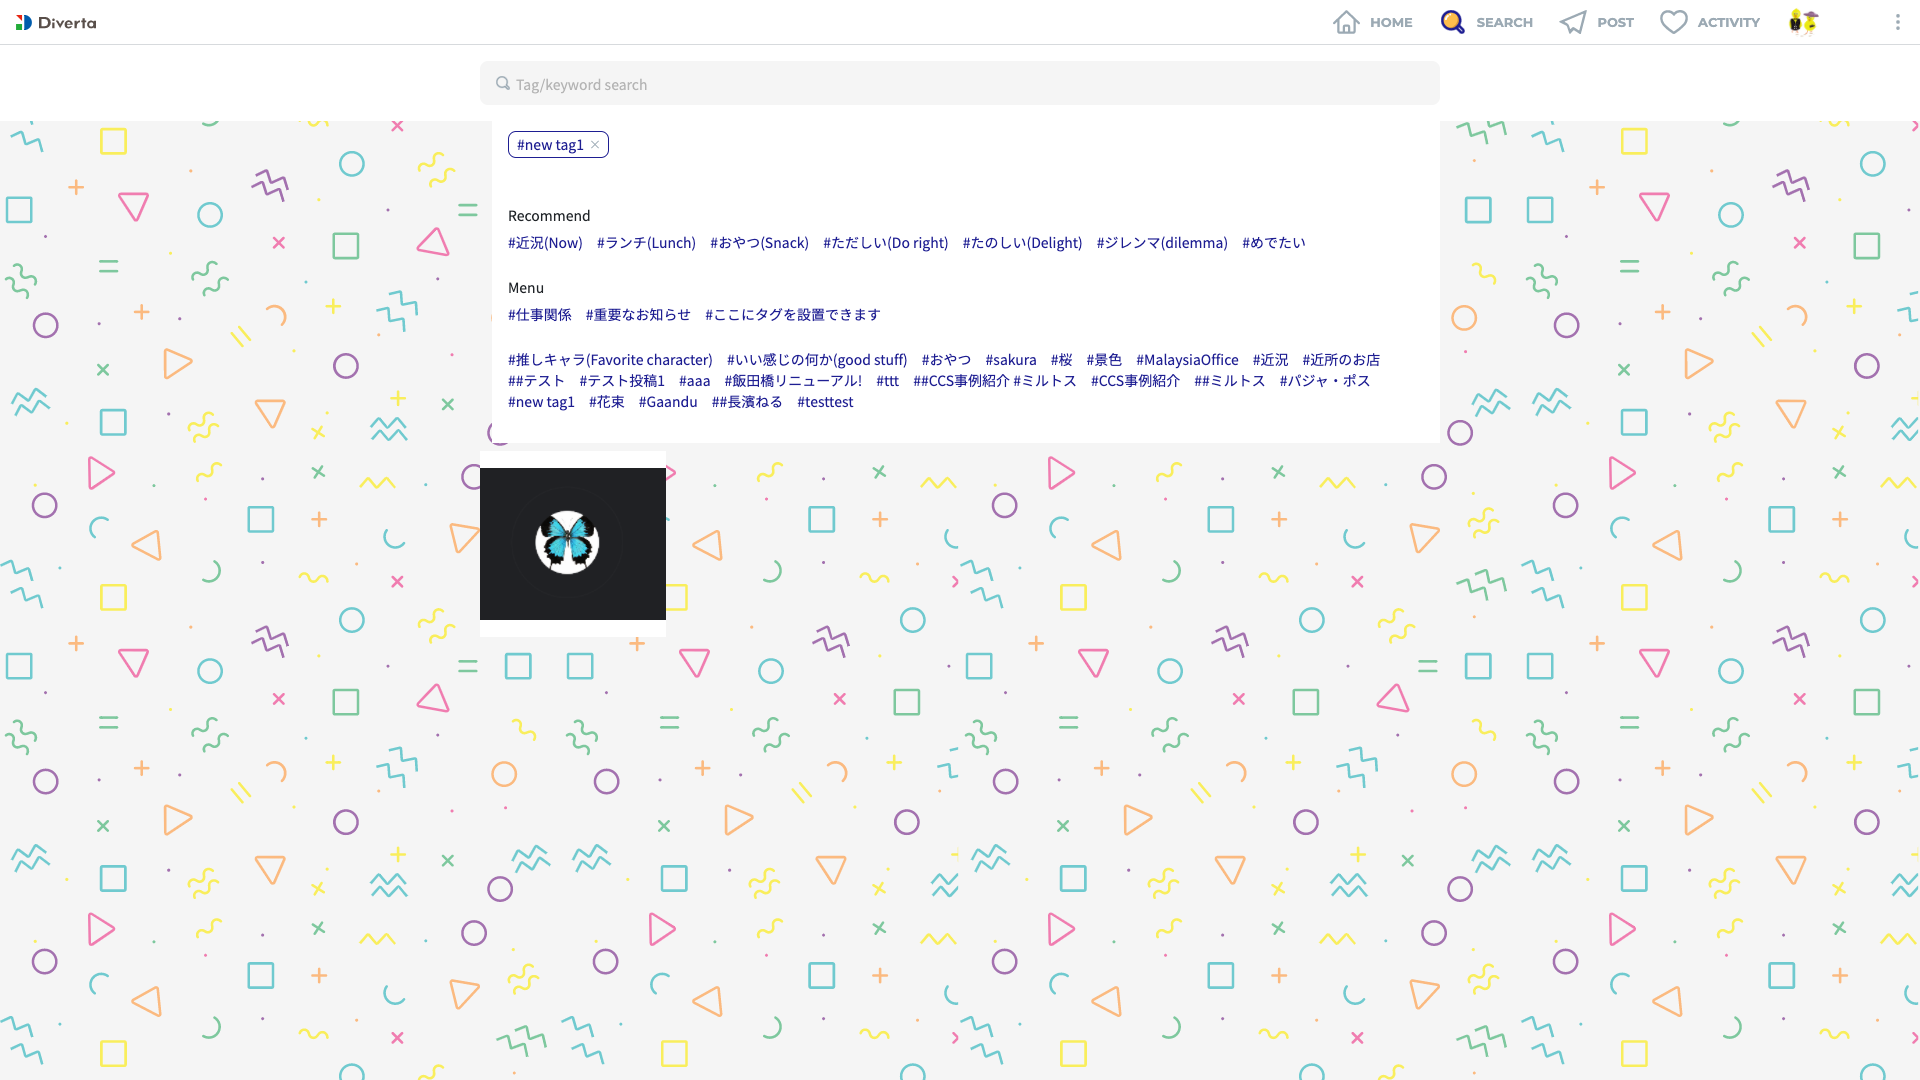 Diverta
HOME SEARCH POST ACTIVITY
Tag/keyword search
#new tag1 ×
Recommend
#近況(Now) #ランチ(Lunch) #おやつ(Snack) #ただしい(Do right) #たのしい(Delight) #ジレンマ(dilemma) #めでたい
Menu
#仕事関係 #重要なお知らせ #ここにタグを設置できます
#推しキャラ(Favorite character) #いい感じの何か(good stuff) #おやつ #sakura #桜 #景色 #MalaysiaOffice #近況 #近所のお店
##テスト #テスト投稿1 #aaa #飯田橋リニューアル! #ttt ##CCS事例紹介 #ミルトス #CCS事例紹介 ##ミルトス #パジャ・ポス
#new tag1 #花束 #Gaandu ##長濱ねる #testtest